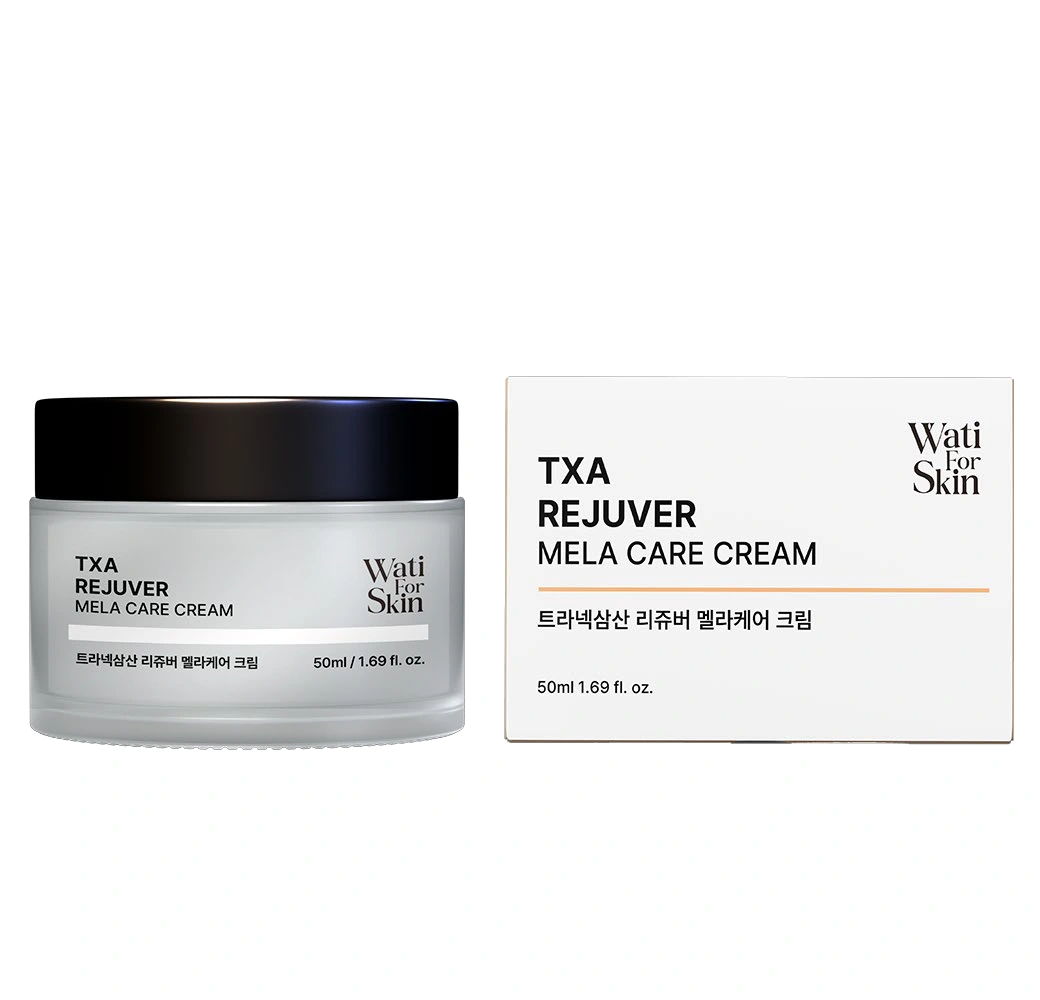 TXA
REJUVER
MELA CARE CREAM
Wati
For
Skin
트라넥삼산 리쥬버 멜라케어 크림
50ml / 1.69 fl. oz.
TXA
REJUVER
MELA CARE CREAM
Wati
For
Skin
트라넥삼산 리쥬버 멜라케어 크림
50ml 1.69 fl. oz.